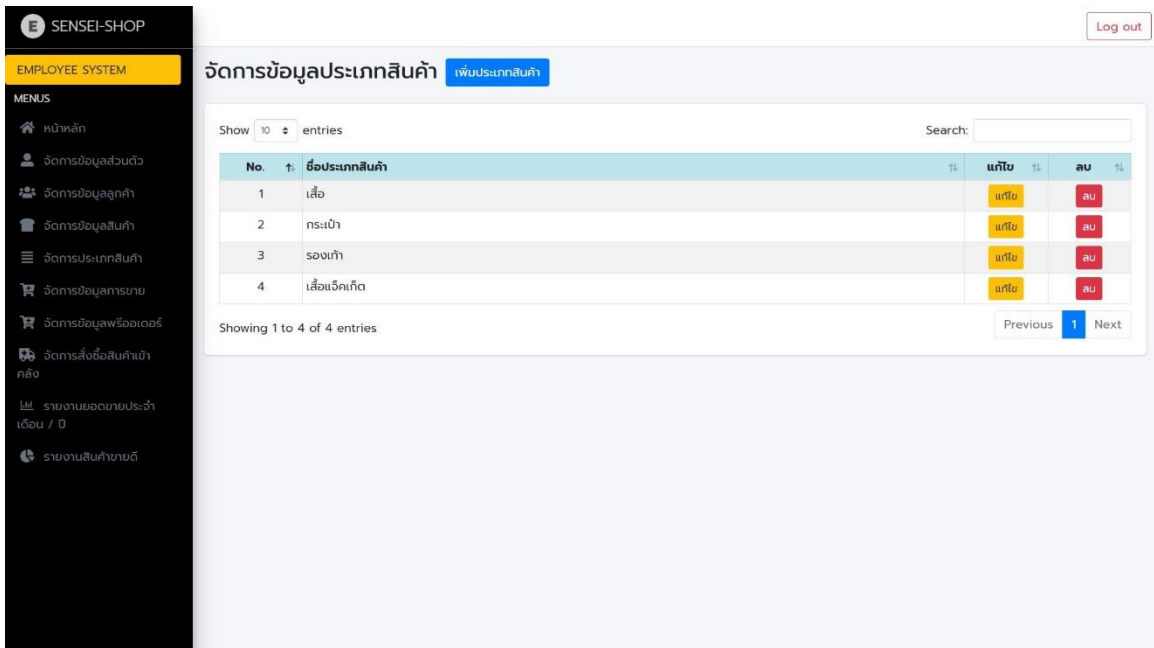 E SENSEI-SHOP
Log out
EMPLOYEE SYSTEM
MENUS
หน้าหลัก
จัดการข้อมูลส่วนตัว
จัดการข้อมูลลูกค้า
จัดการข้อมูลสินค้า
จัดการประเภทสินค้า
จัดการข้อมูลการขาย
จัดการข้อมูลพรีออเดอร์
จัดการสั่งซื้อสินค้าเข้า
คลัง
รายงานยอดขายประจำ
เดือน / ปี
รายงานสินค้าขายดี
จัดการข้อมูลประเภทสินค้า เพิ่มประเภทสินค้า
Show 10 entries Search:
No. ชื่อประเภทสินค้า แก้ไข ลบ
1 เสื้อ แก้ไข ลบ
2 กระเป๋า แก้ไข ลบ
3 รองเท้า แก้ไข ลบ
4 เสื้อแจ็คเก็ต แก้ไข ลบ
Showing 1 to 4 of 4 entries Previous 1 Next